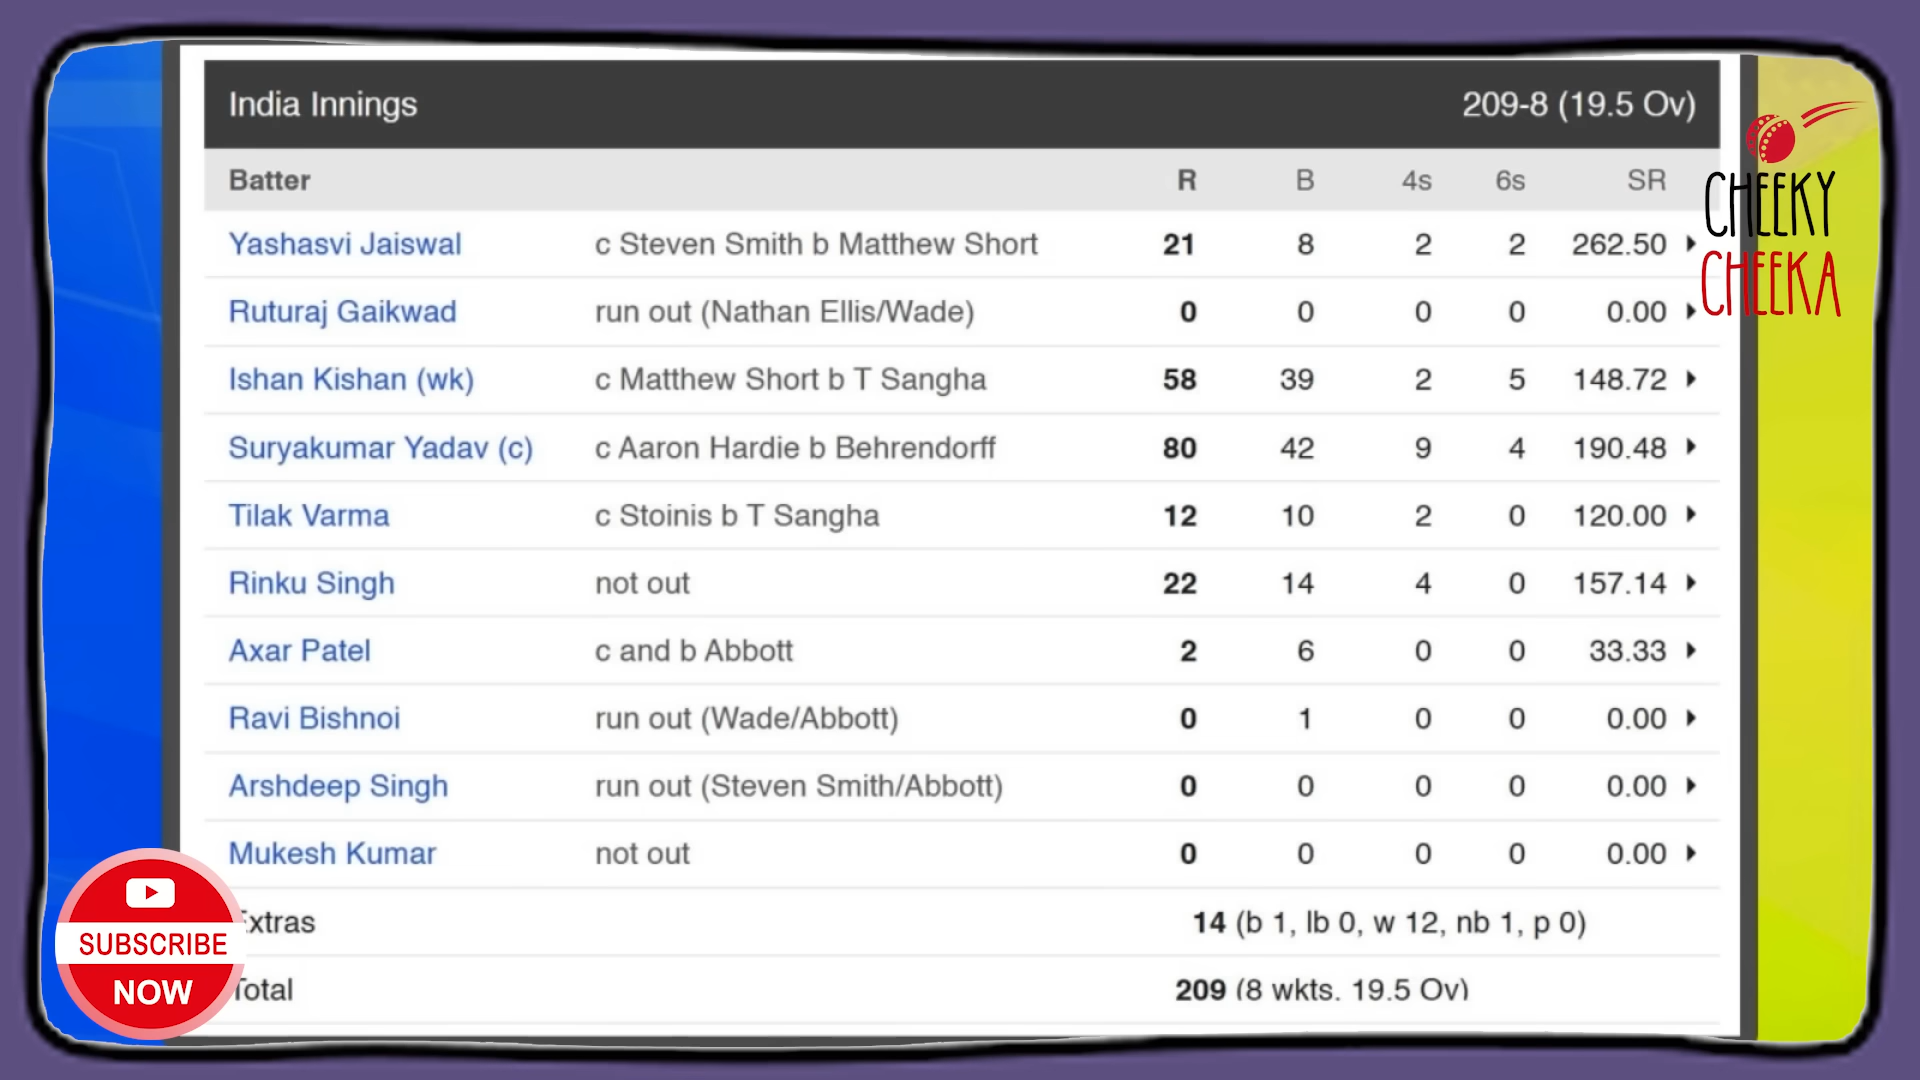 India Innings 209-8 (19.5 Ov)
Batter R B 4s 6s SR
Yashasvi Jaiswal c Steven Smith b Matthew Short 21 8 2 2 262.50
Ruturaj Gaikwad run out (Nathan Ellis/Wade) 0 0 0 0 0.00
Ishan Kishan (wk) c Matthew Short b T Sangha 58 39 2 5 148.72
Suryakumar Yadav (c) c Aaron Hardie b Behrendorff 80 42 9 4 190.48
Tilak Varma c Stoinis b T Sangha 12 10 2 0 120.00
Rinku Singh not out 22 14 4 0 157.14
Axar Patel c and b Abbott 2 6 0 0 33.33
Ravi Bishnoi run out (Wade/Abbott) 0 1 0 0 0.00
Arshdeep Singh run out (Steven Smith/Abbott) 0 0 0 0 0.00
Mukesh Kumar not out 0 0 0 0 0.00
Extras 14 (b 1, lb 0, w 12, nb 1, p 0)
Total 209 (8 wkts, 19.5 Ov)
CHEEKY
CHEEKA
SUBSCRIBE
NOW